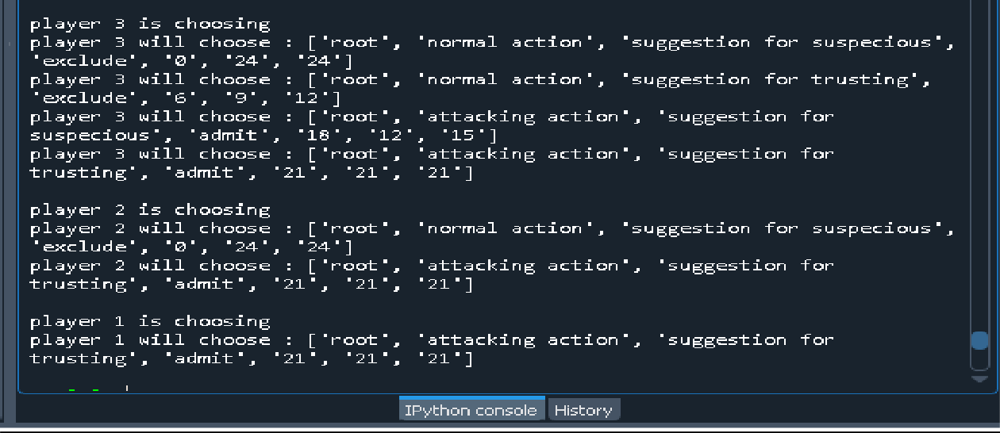 player 3 is choosing
player 3 will choose : ['root', 'normal action', 'suggestion for suspecious',
'exclude', '0', '24', '24']
player 3 will choose : ['root', 'normal action', 'suggestion for trusting',
'exclude', '6', '9', '12']
player 3 will choose : ['root', 'attacking action', 'suggestion for
suspecious', 'admit', '18', '12', '15']
player 3 will choose : ['root', 'attacking action', 'suggestion for
trusting', 'admit', '21', '21', '21']
player 2 is choosing
player 2 will choose : ['root', 'normal action', 'suggestion for suspecious',
'exclude', '0', '24', '24']
player 2 will choose : ['root', 'attacking action', 'suggestion for
trusting', 'admit', '21', '21', '21']
player 1 is choosing
player 1 will choose : ['root', 'attacking action', 'suggestion for
trusting', 'admit', '21', '21', '21']
IPython console
History